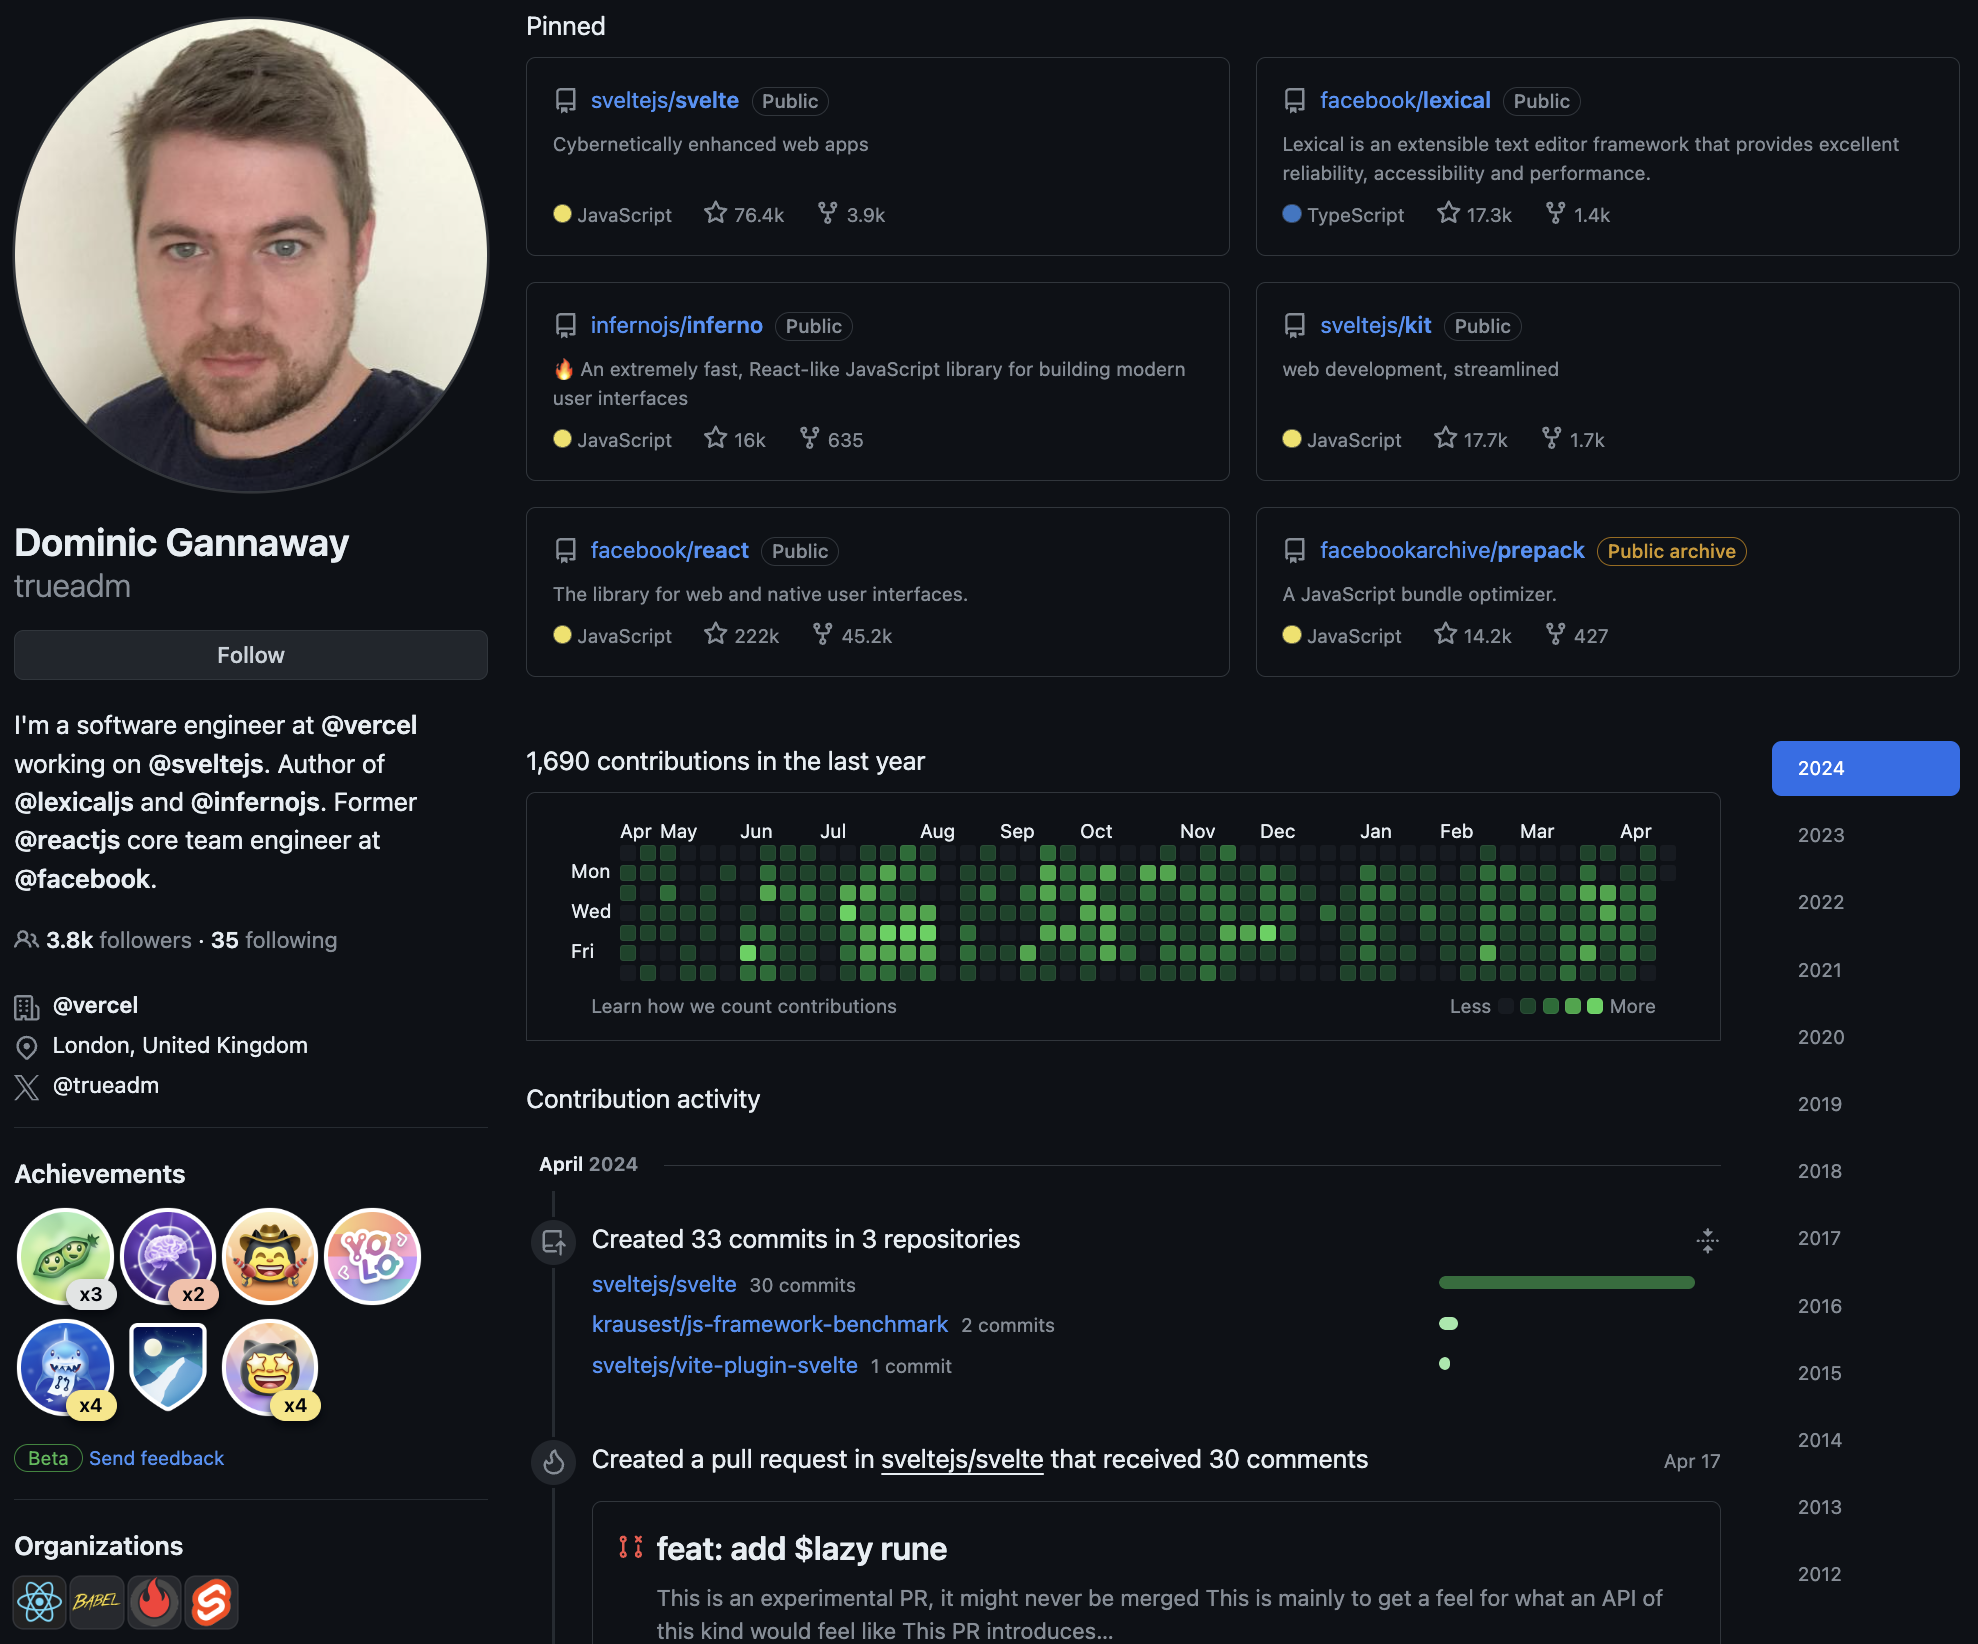 Dominic Gannaway
trueadm
Follow
I'm a software engineer at @vercel
working on @sveltejs. Author of
@lexicaljs and @infernojs. Former
@reactjs core team engineer at
@facebook.
3.8k followers · 35 following
@vercel
London, United Kingdom
@trueadm
Achievements
x3
x2
YOLO
x4
x4
Beta Send feedback
Organizations
BABEL
Pinned
sveltejs/svelte Public
Cybernetically enhanced web apps
JavaScript 76.4k 3.9k
facebook/lexical Public
Lexical is an extensible text editor framework that provides excellent
reliability, accessibility and performance.
TypeScript 17.3k 1.4k
infernojs/inferno Public
🔥 An extremely fast, React-like JavaScript library for building modern
user interfaces
JavaScript 16k 635
sveltejs/kit Public
web development, streamlined
JavaScript 17.7k 1.7k
facebook/react Public
The library for web and native user interfaces.
JavaScript 222k 45.2k
facebookarchive/prepack Public archive
A JavaScript bundle optimizer.
JavaScript 14.2k 427
1,690 contributions in the last year
Apr May Jun Jul Aug Sep Oct Nov Dec Jan Feb Mar Apr
Mon
Wed
Fri
Learn how we count contributions
Less More
Contribution activity
April 2024
Created 33 commits in 3 repositories
sveltejs/svelte 30 commits
krausest/js-framework-benchmark 2 commits
sveltejs/vite-plugin-svelte 1 commit
Created a pull request in sveltejs/svelte that received 30 comments Apr 17
feat: add $lazy rune
This is an experimental PR, it might never be merged This is mainly to get a feel for what an API of
this kind would feel like This PR introduces...
2024
2023
2022
2021
2020
2019
2018
2017
2016
2015
2014
2013
2012